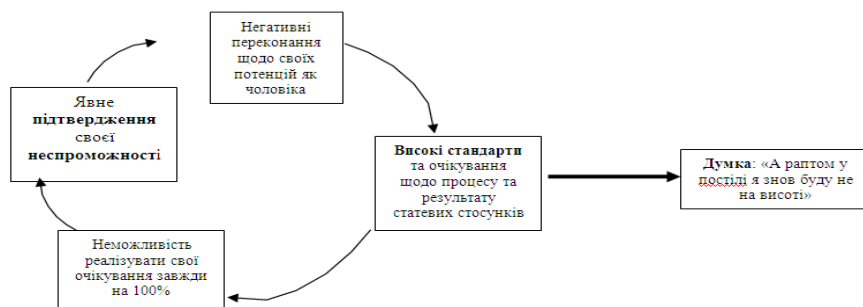 Негативні
переконання
щодо своїх
потенцій як
чоловіка
Явне
підтвердження
своєї
неспроможності
Високі стандарти
та очікування
щодо процесу та
результату
статевих стосунків
Думка: «А раптом у
постілі я знов буду не
на висоті»
Неможливість
реалізувати свої
очікування завжди
на 100%